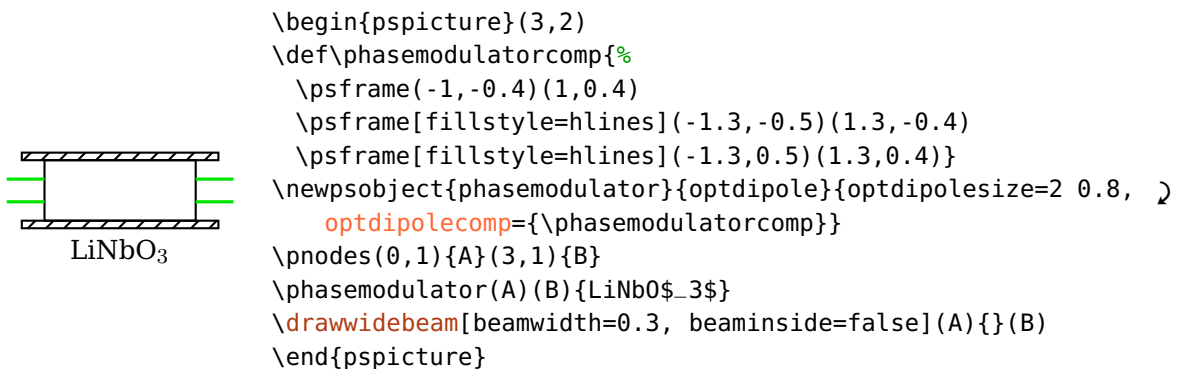 \begin{pspicture}(3,2)
\def\phasemodulatorcomp{%
\psframe(-1,-0.4)(1,0.4)
\psframe[fillstyle=hlines](-1.3,-0.5)(1.3,-0.4)
\psframe[fillstyle=hlines](-1.3,0.5)(1.3,0.4)}
\newpsobject{phasemodulator}{optdipole}{optdipolesize=2 0.8,
optdipolecomp={\phasemodulatorcomp}}
\pnodes(0,1){A}(3,1){B}
\phasemodulator(A)(B){LiNbO$_3$}
\drawwidebeam[beamwidth=0.3, beaminside=false](A){}(B)
\end{pspicture}
LiNbO₃